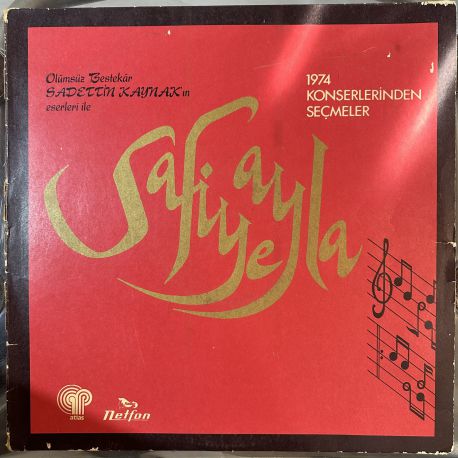 Ölümsüz Bestekâr
SADETTİN KAYNAK'ın
eserleri ile
1974
KONSERLERİNDEN
SEÇMELER
Safiye ayla
atlas
Netfon